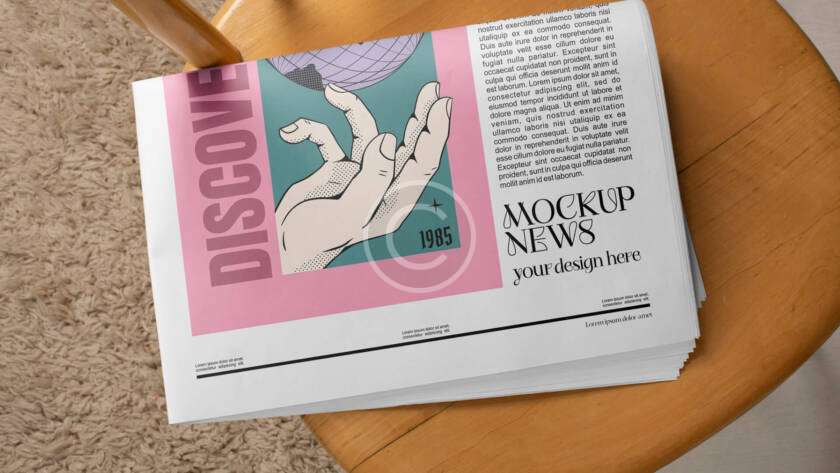 DISCOVE
1985
nostrud exercitation ullamco laboris nisi
utaliquip ex ea commodo consequat.
Duis aute irure dolor in reprehenderit in
voluptate velit esse cillum dolore eu
fugiat nulla pariatur. Excepteur sint
occaecat cupidatat non proident, sunt in
culpa qui officia deserunt mollit anim id
est laborum. Lorem ipsum dolor sit amet,
consectetur adipiscing elit, sed do
eiusmod tempor incididunt ut labore et
dolore magna aliqua. Ut enim ad minim
veniam, quis nostrud exercitation ullamco
laboris nisi utaliquip ex ea
commodo consequat. Duis aute irure
dolor in reprehenderit in voluptate velit
esse cillum dolore eu fugiat nulla pariatur.
Excepteur sint occaecat cupidatat non
proident, sunt in culpa qui officia deserunt
mollit anim id est laborum.
MOCKUP
NEWS
your design here
Lorem ipsum dolor sit amet,
consectetur adipiscing elit.
Lorem ipsum dolor sit amet,
consectetur adipiscing elit.
Lorem ipsum dolor sit amet,
consectetur adipiscing elit.
Lorem ipsum dolor amet
©